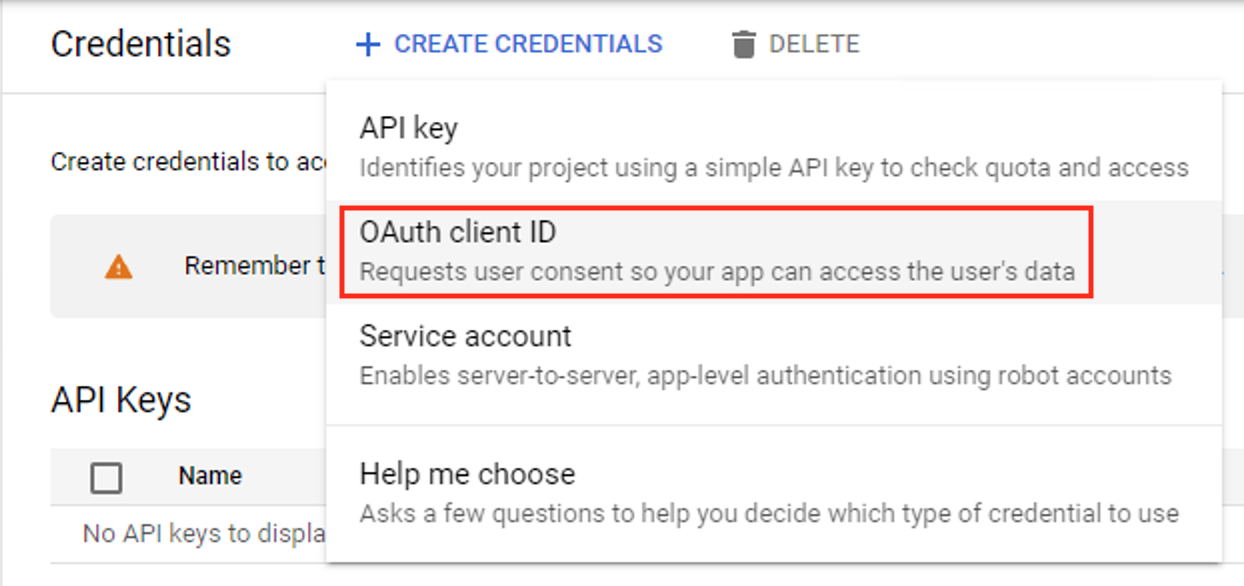 Credentials
+ CREATE CREDENTIALS
DELETE
API key
Create credentials to
Identifies your project using a simple API key to check quota and access
OAuth client ID
Remember
Requests user consent so your app can access the user's data
Service account
Enables server-to-server, app-level authentication using robot accounts
API Keys
Help me choose
Name
Asks a few questions to help you decide which type of credential to use
No API keys to displa